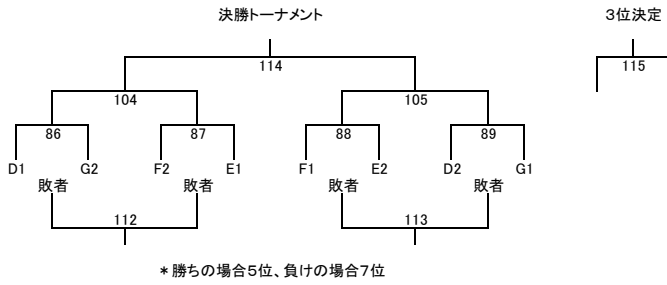 決勝トーナメント 3位決定
114 115
104 105
86 87 88 89
D1 G2 F2 E1 F1 E2 D2 G1
敗者 敗者 敗者 敗者
112 113
*勝ちの場合5位、負けの場合7位